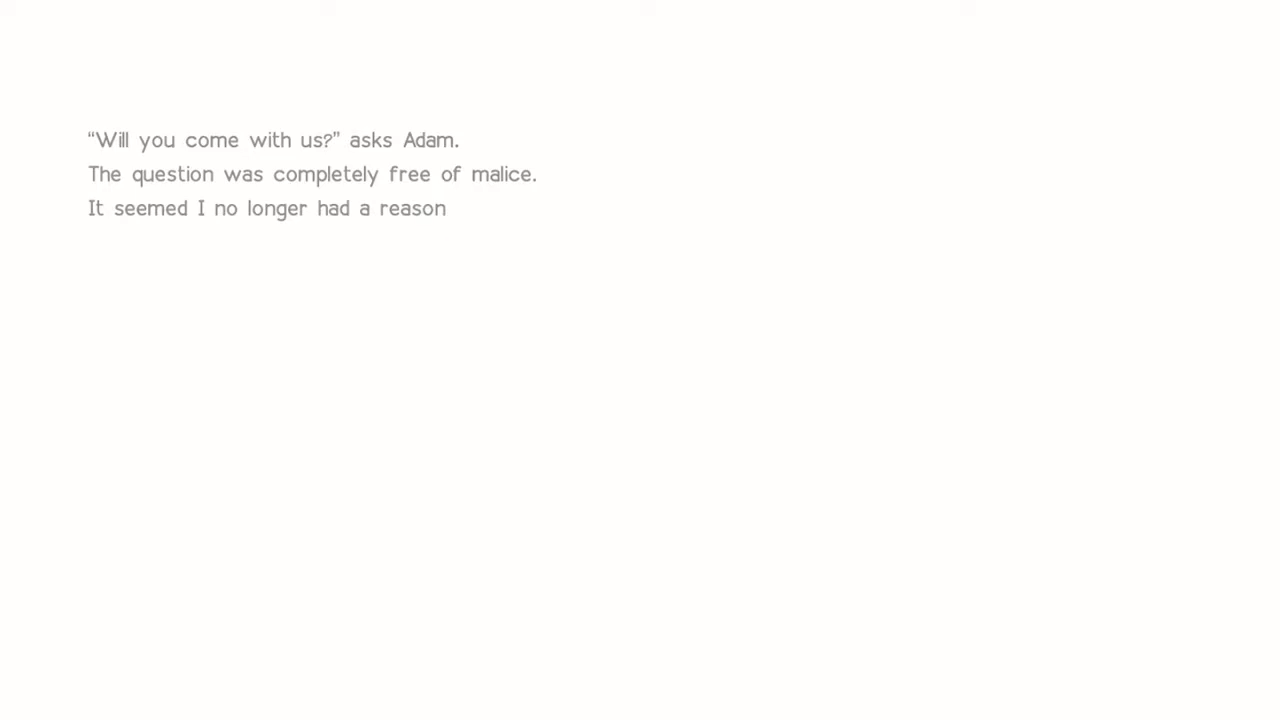 “Will you come with us?” asks Adam.
The question was completely free of malice.
It seemed I no longer had a reason